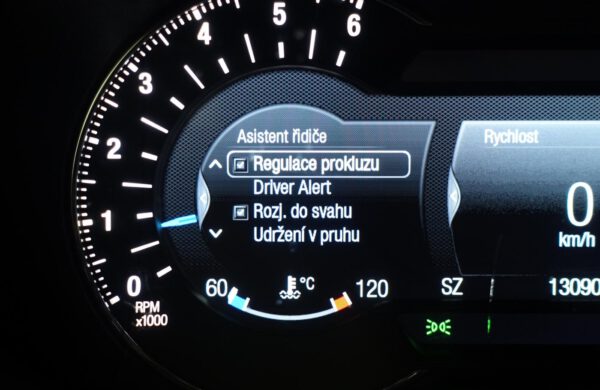 6
5
4
3
2
1
0
RPM
x1000
Asistent řidiče
Regulace prokluzu
Driver Alert
Rozj. do svahu
Udržení v pruhu
60
°C
120
Rychlost
0
km/h
SZ
13090